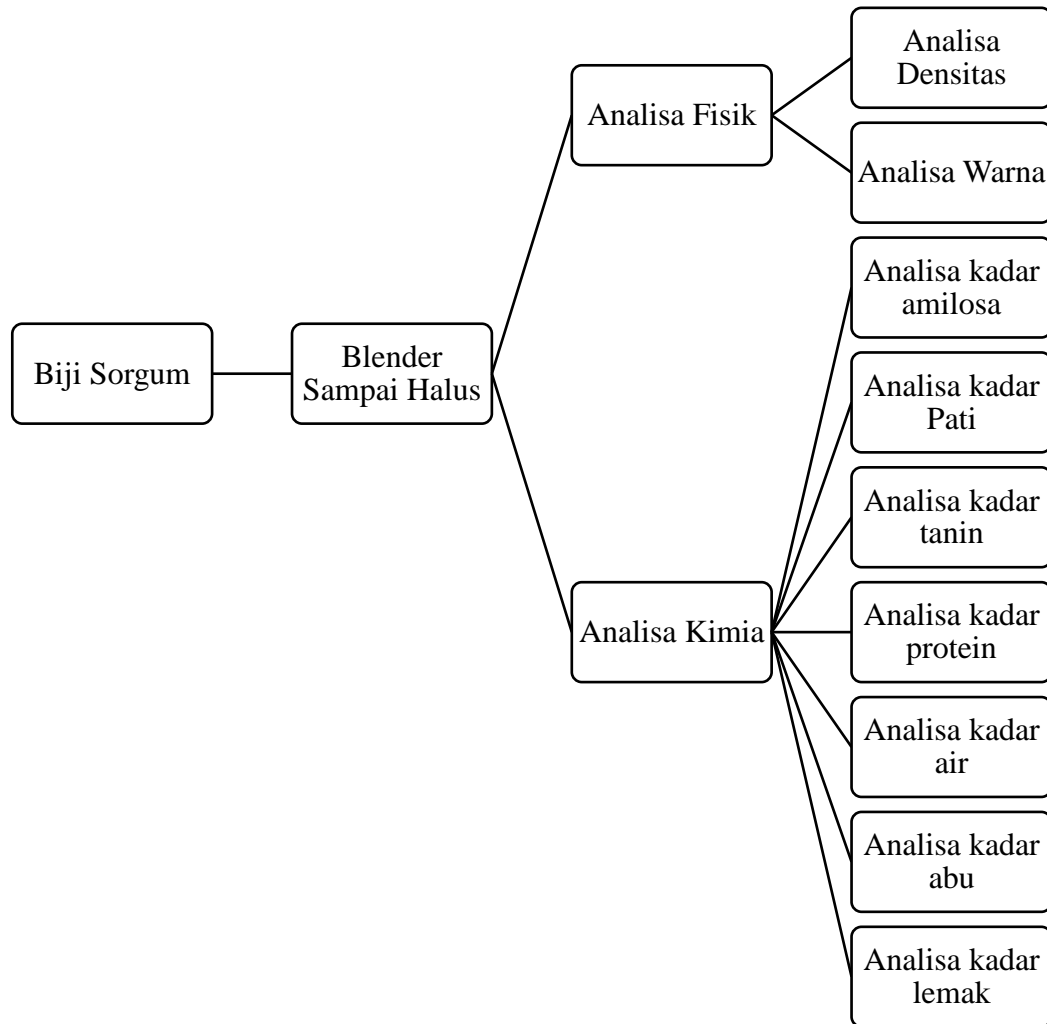 Biji Sorgum
Blender
Sampai Halus
Analisa Fisik
Analisa
Densitas
Analisa Warna
Analisa Kimia
Analisa kadar
amilosa
Analisa kadar
Pati
Analisa kadar
tanin
Analisa kadar
protein
Analisa kadar
air
Analisa kadar
abu
Analisa kadar
lemak